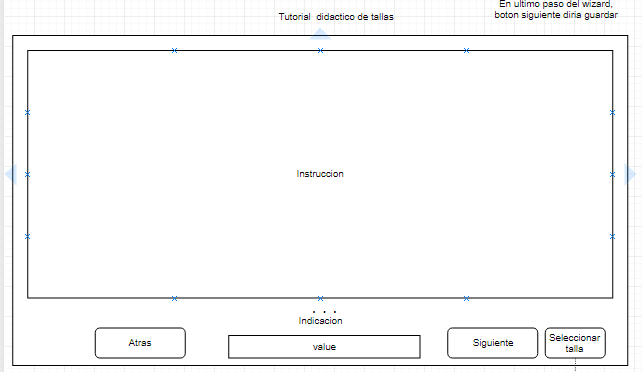 En ultimo paso del wizard,
boton siguiente diria guardar
Tutorial didactico de tallas
Instruccion
. . .
Indicacion
Atras
value
Siguiente
Seleccionar
talla